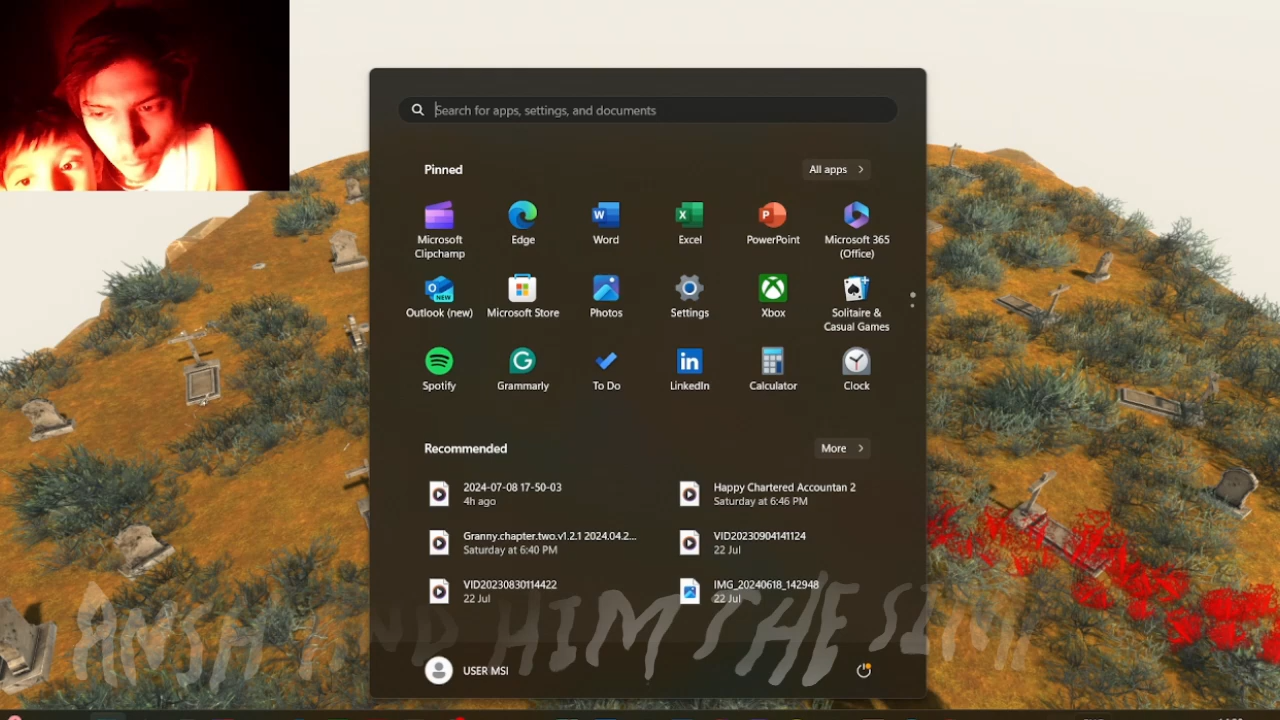 Search for apps, settings, and documents
Pinned
All apps
Microsoft Clipchamp
Edge
Word
Excel
PowerPoint
Microsoft 365 (Office)
Outlook (new)
Microsoft Store
Photos
Settings
Xbox
Solitaire & Casual Games
Spotify
Grammarly
To Do
LinkedIn
Calculator
Clock
Recommended
More
2024-07-08 17-50-03
4h ago
Happy Chartered Accountan 2
Saturday at 6:46 PM
Granny.chapter.two.v1.2.1 2024.04.2...
Saturday at 6:40 PM
VID20230904141124
22 Jul
VID20230830114422
22 Jul
IMG_20240618_142948
22 Jul
HIM THE
USER MSI